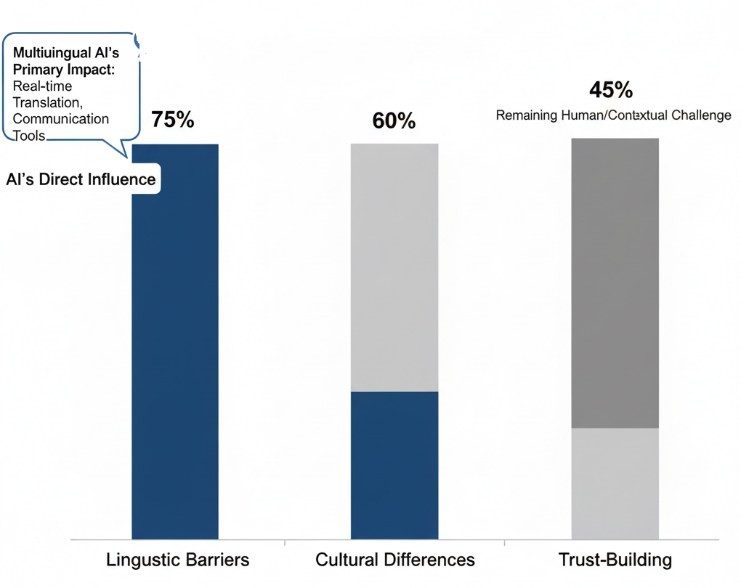 Multiuingual AI's
Primary Impact:
Real-time
Translation,
Communication
Tools
AI's Direct Influence
75%
60%
45%
Remaining Human/Contextual Challenge
Lingustic Barriers
Cultural Differences
Trust-Building